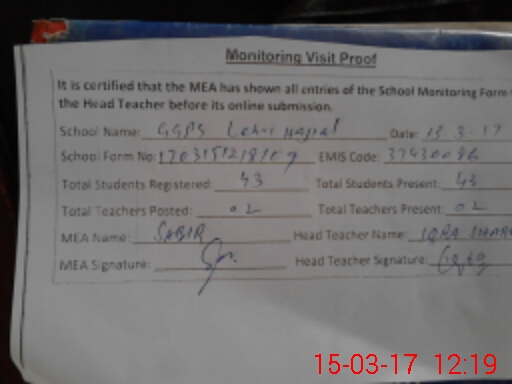 Monitoring Visit Proof
It is certified that the MEA has shown all entries of the School Monitoring Form
the Head Teacher before its online submission.
School Name: GGPS Date: 15-3-17
School Form No: EMIS Code:
Total Students Registered: 43 Total Students Present: 43
Total Teachers Posted: 02 Total Teachers Present: 02
MEA Name: SABIR Head Teacher Name: IQRA
MEA Signature: Head Teacher Signature: Iqra
15-03-17 12:19